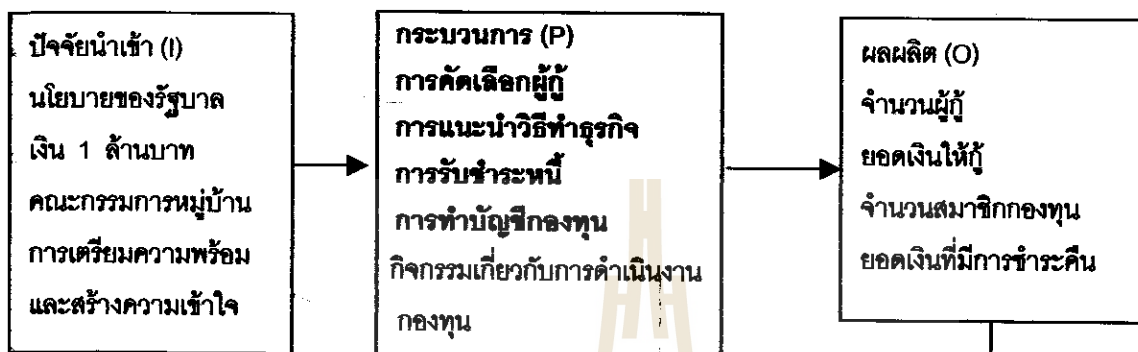 ปัจจัยนำเข้า (I)
นโยบายของรัฐบาล
เงิน 1 ล้านบาท
คณะกรรมการหมู่บ้าน
การเตรียมความพร้อม
และสร้างความเข้าใจ
กระบวนการ (P)
การคัดเลือกผู้กู้
การแนะนำวิธีทำธุรกิจ
การรับชำระหนี้
การทำบัญชีกองทุน
กิจกรรมเกี่ยวกับการดำเนินงาน
กองทุน
ผลผลิต (O)
จำนวนผู้กู้
ยอดเงินให้กู้
จำนวนสมาชิกกองทุน
ยอดเงินที่มีการชำระคืน